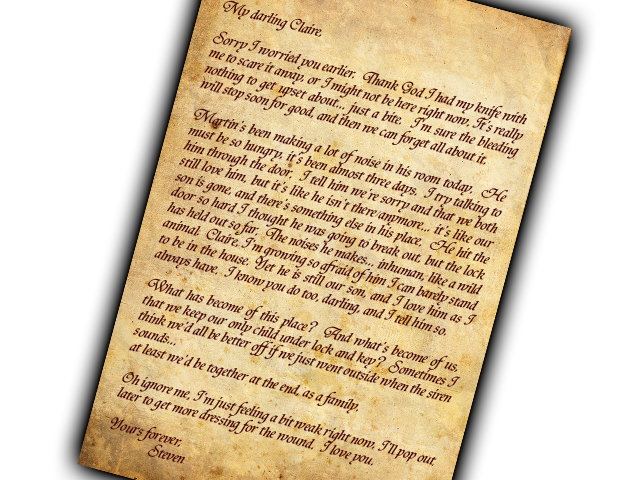 My darling Claire,
Sorry I worried you earlier. Thank God I had my knife with
me to scare it away, or I might not be here right now. It's really
nothing to get upset about... just a bite. I'm sure the bleeding
will stop soon for good, and then we can forget all about it.
Martin's been making a lot of noise in his room today. He
must be so hungry, it's been almost three days. I try talking to
him through the door. I tell him we're sorry and that we both
still love him, but it's like he isn't there anymore... it's like our
son is gone, and there's something else in his place. He hit the
door so hard I thought he was going to break out, but the lock
has held out so far. The noises he makes... inhuman, like a wild
animal. Claire, I'm growing so afraid of him I can barely stand
to be in the house. Yet he is still our son, and I love him as I
always have. I know you do too, darling, and I tell him so.
What has become of this place? And what's become of us,
that we keep our only child under lock and key? Sometimes I
think we'd all be better off if we just went outside when the siren
sounds...
at least we'd be together at the end, as a family.
Oh ignore me, I'm just feeling a bit weak right now, I'll pop out
later to get more dressing for the wound. I love you.
Yours forever,
Steven